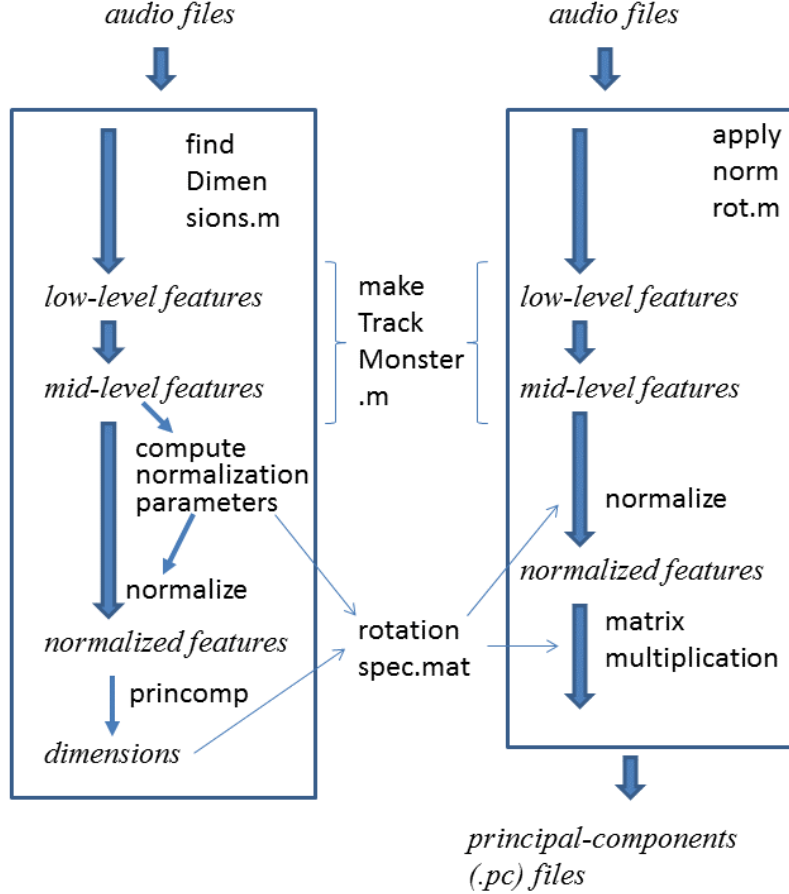 audio files
find
Dimen
sions.m
low-level features
mid-level features
compute
normalization
parameters
normalize
normalized features
princomp
dimensions
make
Track
Monster
.m
rotation
spec.mat
audio files
apply
norm
rot.m
low-level features
mid-level features
normalize
normalized features
matrix
multiplication
principal-components
(.pc) files